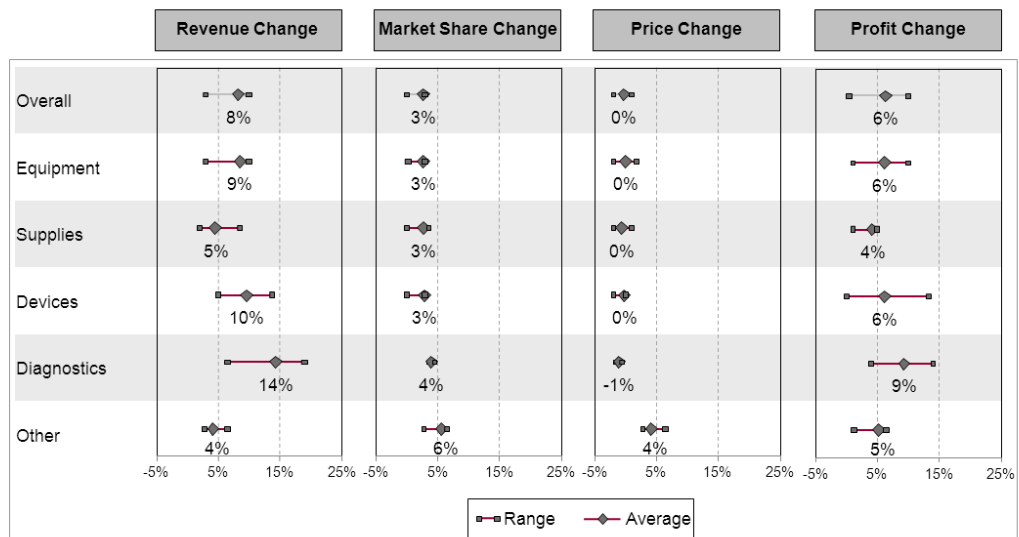 Revenue Change Market Share Change Price Change Profit Change
Overall
8% 3% 0% 6%
Equipment
9% 3% 0% 6%
Supplies
5% 3% 0% 4%
Devices
10% 3% 0% 6%
Diagnostics
14% 4% -1% 9%
Other
4% 6% 4% 5%
-5% 5% 15% 25% -5% 5% 15% 25% -5% 5% 15% 25% -5% 5% 15% 25%
Range Average